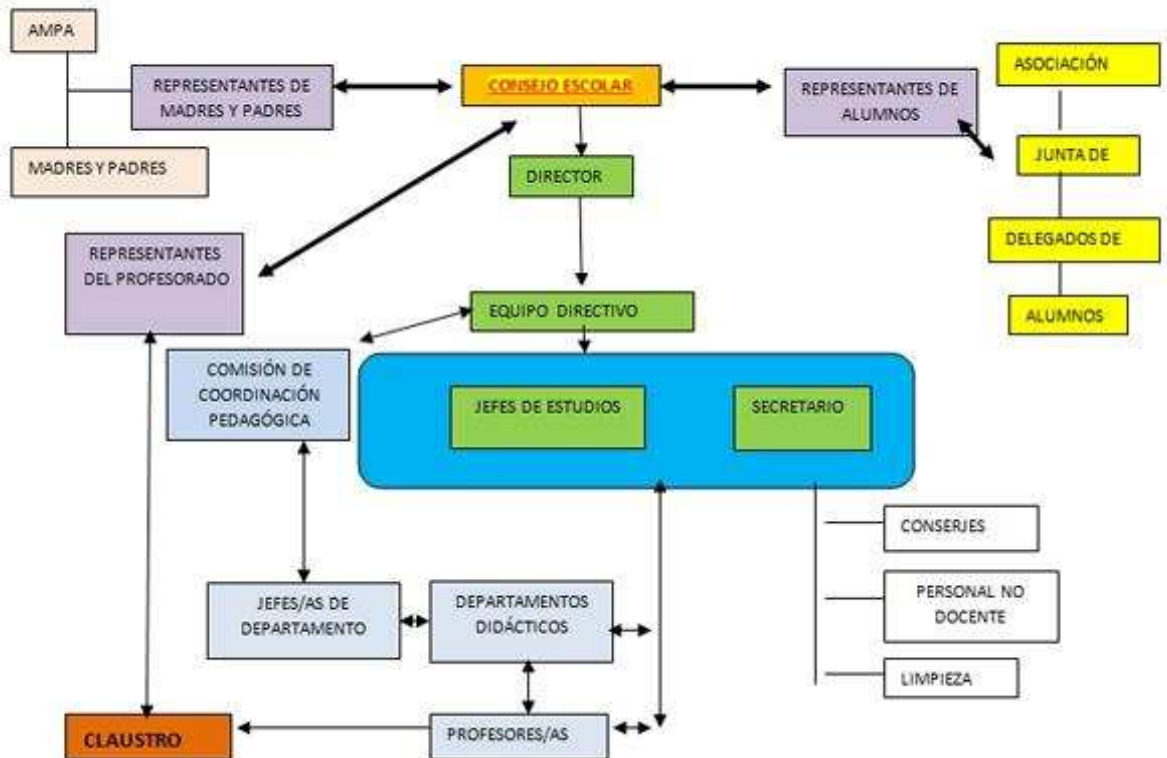 AMPA
REPRESENTANTES DE
MADRES Y PADRES
MADRES Y PADRES
CONSEJO ESCOLAR
REPRESENTANTES DE
ALUMNOS
ASOCIACIÓN
JUNTA DE
DELEGADOS DE
ALUMNOS
DIRECTOR
REPRESENTANTES
DEL PROFESORADO
EQUIPO DIRECTIVO
COMISIÓN DE
COORDINACIÓN
PEDAGÓGICA
JEFES DE ESTUDIOS
SECRETARIO
CONSERJES
PERSONAL NO
DOCENTE
LIMPIEZA
JEFES/AS DE
DEPARTAMENTO
DEPARTAMENTOS
DIDÁCTICOS
CLAUSTRO
PROFESORES/AS